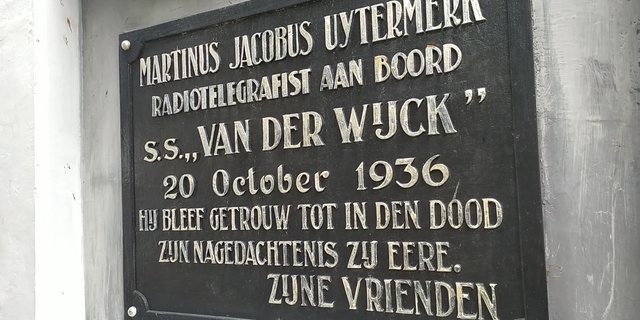 MARTINUS JACOBUS UYTERMERK
RADIOTELEGRAFIST AAN BOORD
S.S. „VAN DER WIJCK”
20 October 1936
HIJ BLEEF GETROUW TOT IN DEN DOOD
ZIJN NAGEDACHTENIS ZIJ EERE.
ZIJNE VRIENDEN